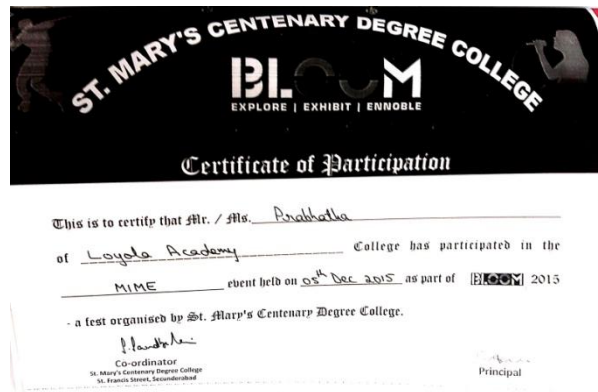 ST. MARY'S CENTENARY DEGREE COLLEGE
BLOOM
EXPLORE | EXHIBIT | ENNOBLE
Certificate of Participation
This is to certify that Mr. / Ms. Prabhatha
of Loyola Academy College has participated in the
MIME event held on 05th Dec 2015 as part of BLOOM 2015
- a fest organised by St. Mary's Centenary Degree College.
Co-ordinator
St. Mary's Centenary Degree College
St. Francis Street, Secunderabad
Principal